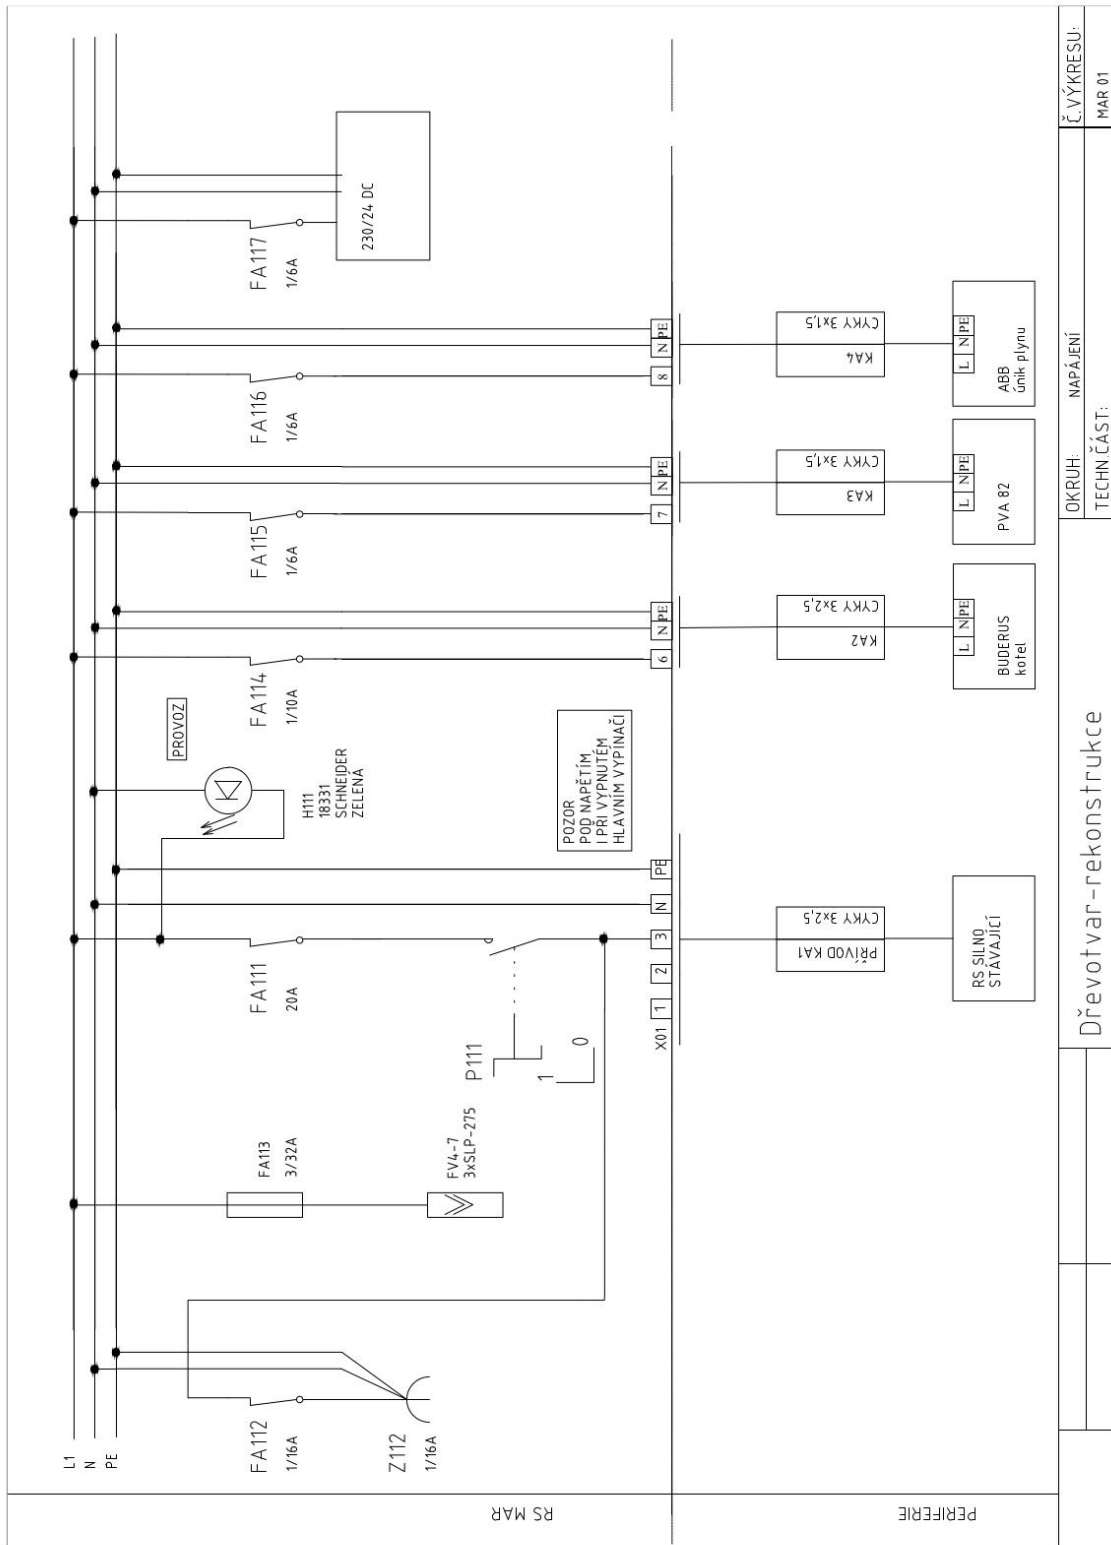 L1
N
PE
FA112
1/16A
Z112
1/16A
FA113
3/32A
FV4-7
3xSLP-275
P111
1
0
FA111
20A
H111
18331
SCHNEIDER
ZELENÁ
PROVOZ
POZOR
POD NAPĚTÍM
I PŘI VYPNUTÉM
HLAVNÍM VYPÍNAČI
FA114
1/10A
FA115
1/6A
FA116
1/6A
FA117
1/6A
230/24 DC
X01 1 2 3 N PE
6 N PE
7 N PE
8 N PE
RS MAR
PERIFERIE
PŘÍVOD KA1
CYKY 3x2,5
KA2
CYKY 3x2,5
KA3
CYKY 3x1,5
KA4
CYKY 3x1,5
RS SILNO
STÁVAJÍCÍ
L N PE
BUDERUS
kotel
L N PE
PVA 82
L N PE
ABB
únik plynu
Dřevotvar-rekonstrukce
OKRUH: NAPÁJENÍ
TECHN.ČÁST:
Č.VÝKRESU:
MAR 01